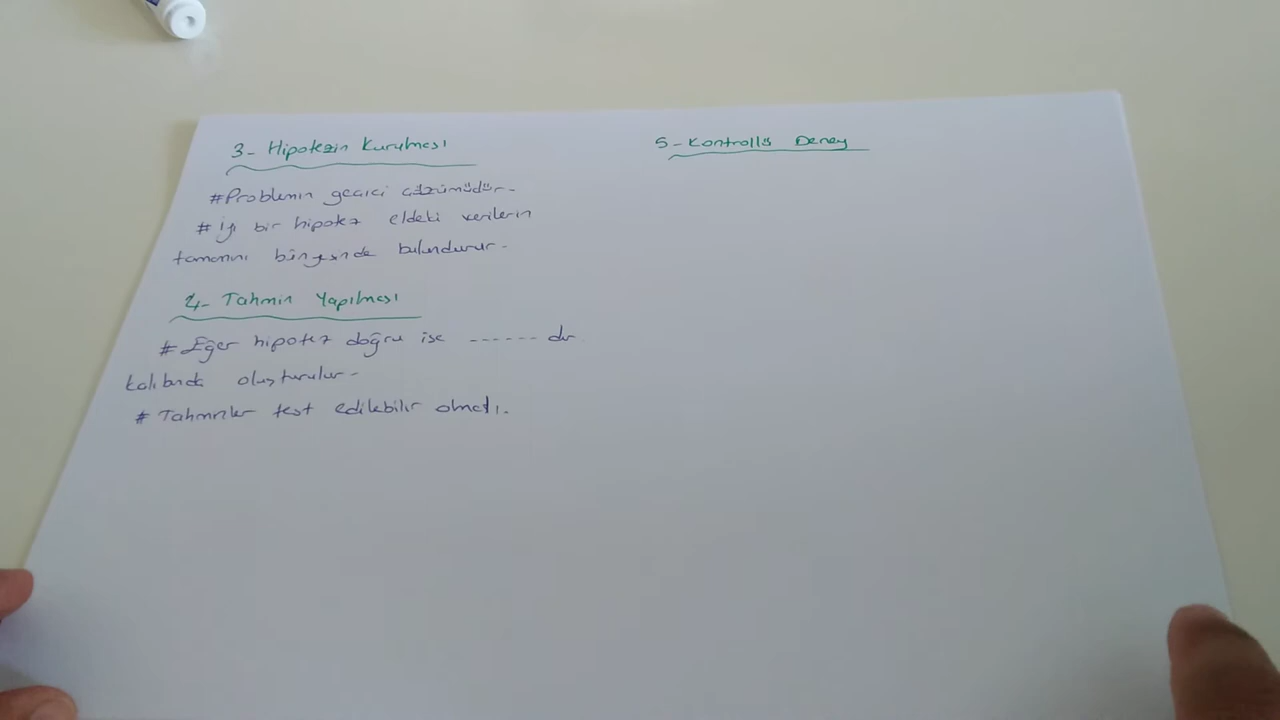 3- Hipotezin Kurulması
#Problemin geçici çözümüdür.
# İyi bir hipotez eldeki verilerin
tamamını bünyesinde bulundurur.
4- Tahmin Yapılması
# Eğer hipotez doğru ise ------ dır
kalıbında oluşturulur.
# Tahminler test edilebilir olmalı.
5- Kontrollü Deney